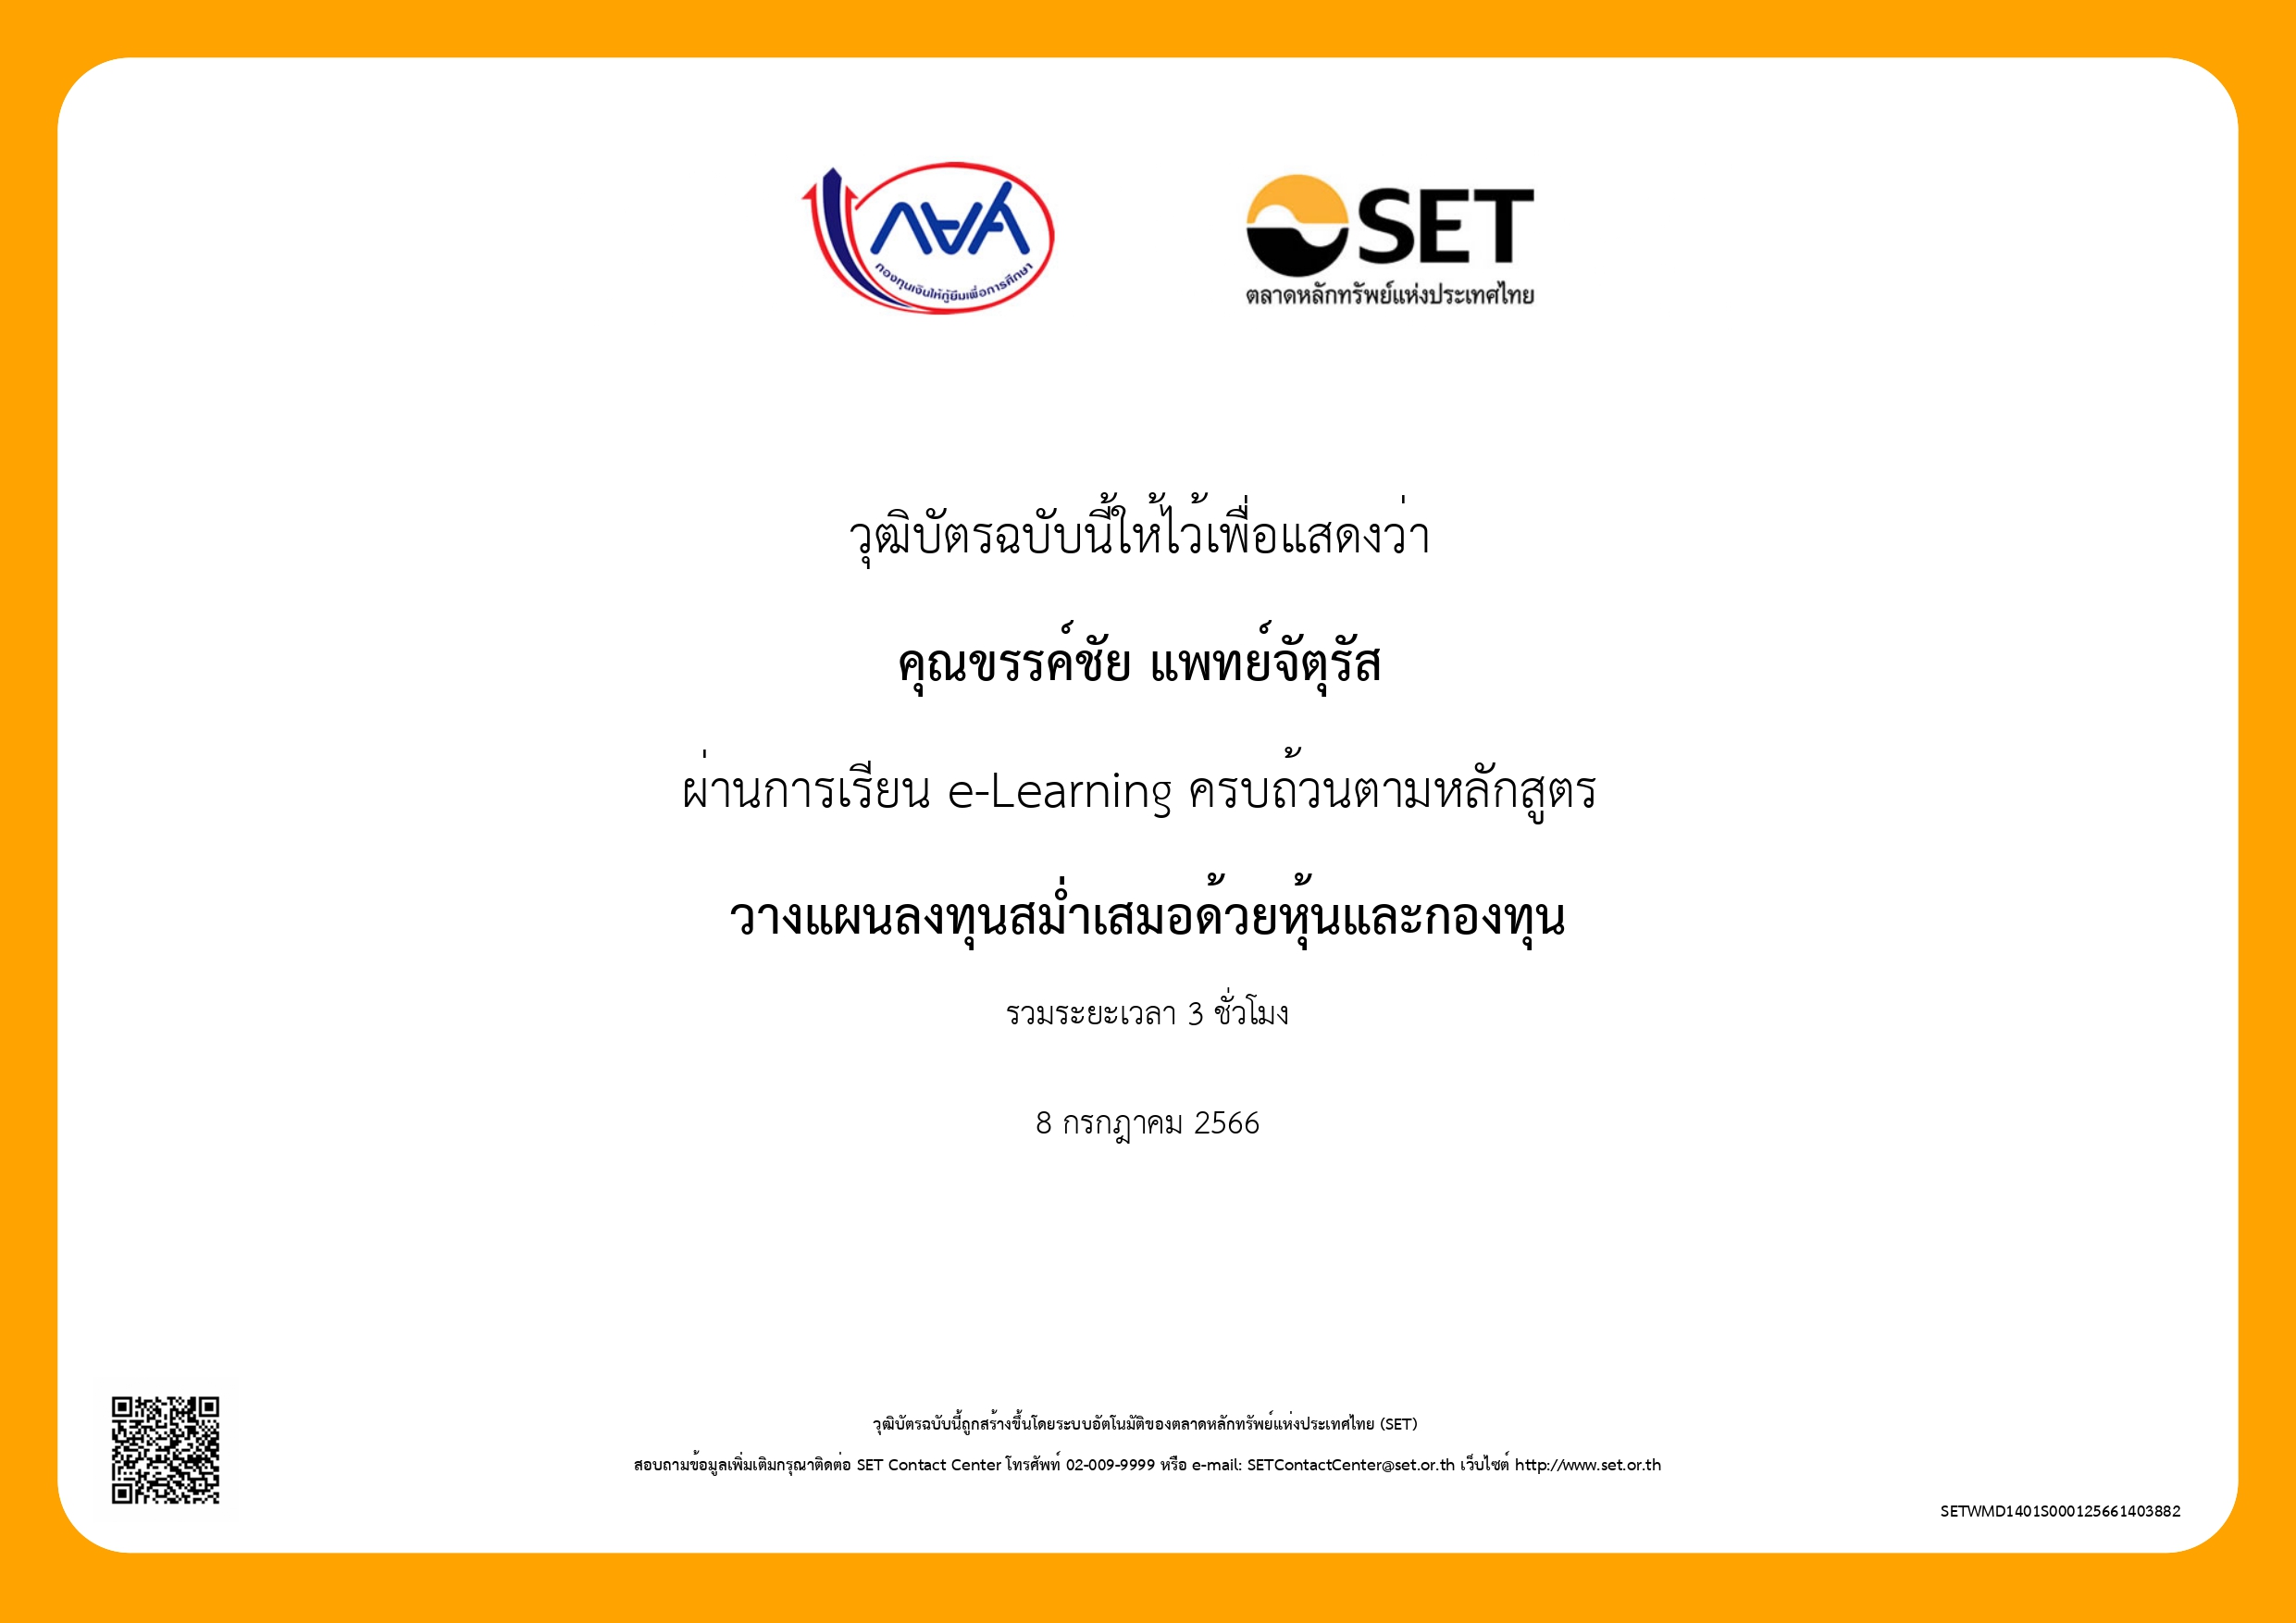 กยศ
กองทุนเงินให้กู้ยืมเพื่อการศึกษา
SET
ตลาดหลักทรัพย์แห่งประเทศไทย
วุฒิบัตรฉบับนี้ให้ไว้เพื่อแสดงว่า
คุณขรรค์ชัย แพทย์จัตุรัส
ผ่านการเรียน e-Learning ครบถ้วนตามหลักสูตร
วางแผนลงทุนสม่ำเสมอด้วยหุ้นและกองทุน
รวมระยะเวลา 3 ชั่วโมง
8 กรกฎาคม 2566
วุฒิบัตรฉบับนี้ถูกสร้างขึ้นโดยระบบอัตโนมัติของตลาดหลักทรัพย์แห่งประเทศไทย (SET)
สอบถามข้อมูลเพิ่มเติมกรุณาติดต่อ SET Contact Center โทรศัพท์ 02-009-9999 หรือ e-mail: SETContactCenter@set.or.th เว็บไซต์ http://www.set.or.th
SETWMD1401S000125661403882